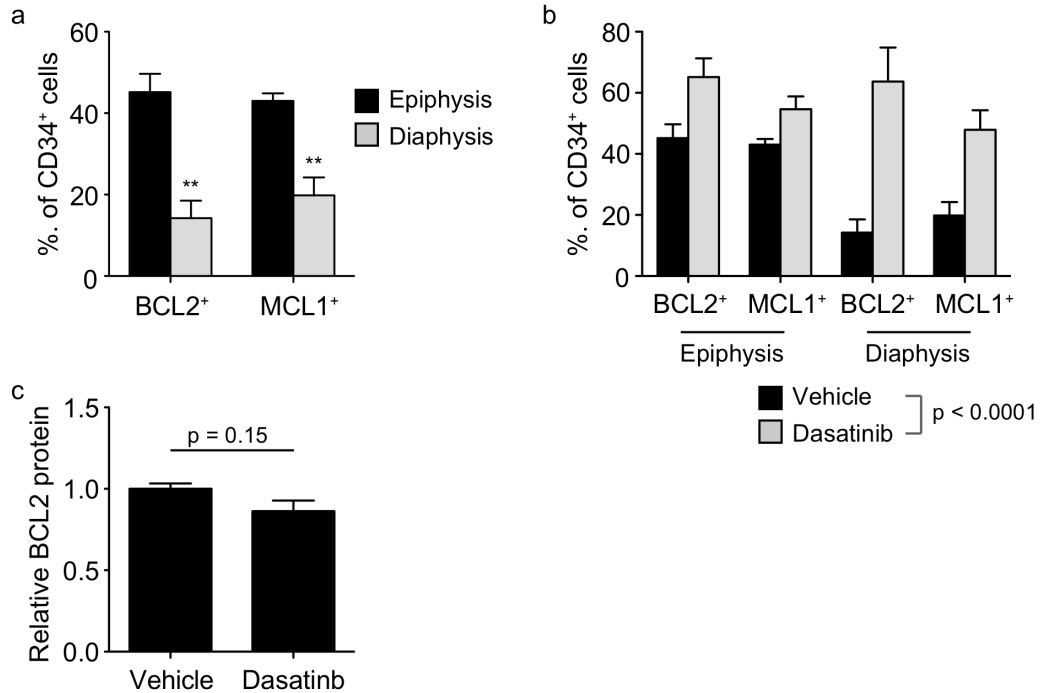 a
%. of CD34⁺ cells
60
40
20
0
**
**
BCL2⁺ MCL1⁺
Epiphysis
Diaphysis
b
%. of CD34⁺ cells
80
60
40
20
0
BCL2⁺ MCL1⁺ BCL2⁺ MCL1⁺
Epiphysis Diaphysis
Vehicle
Dasatinib
p < 0.0001
c
Relative BCL2 protein
1.5
1.0
0.5
0.0
p = 0.15
Vehicle Dasatinb